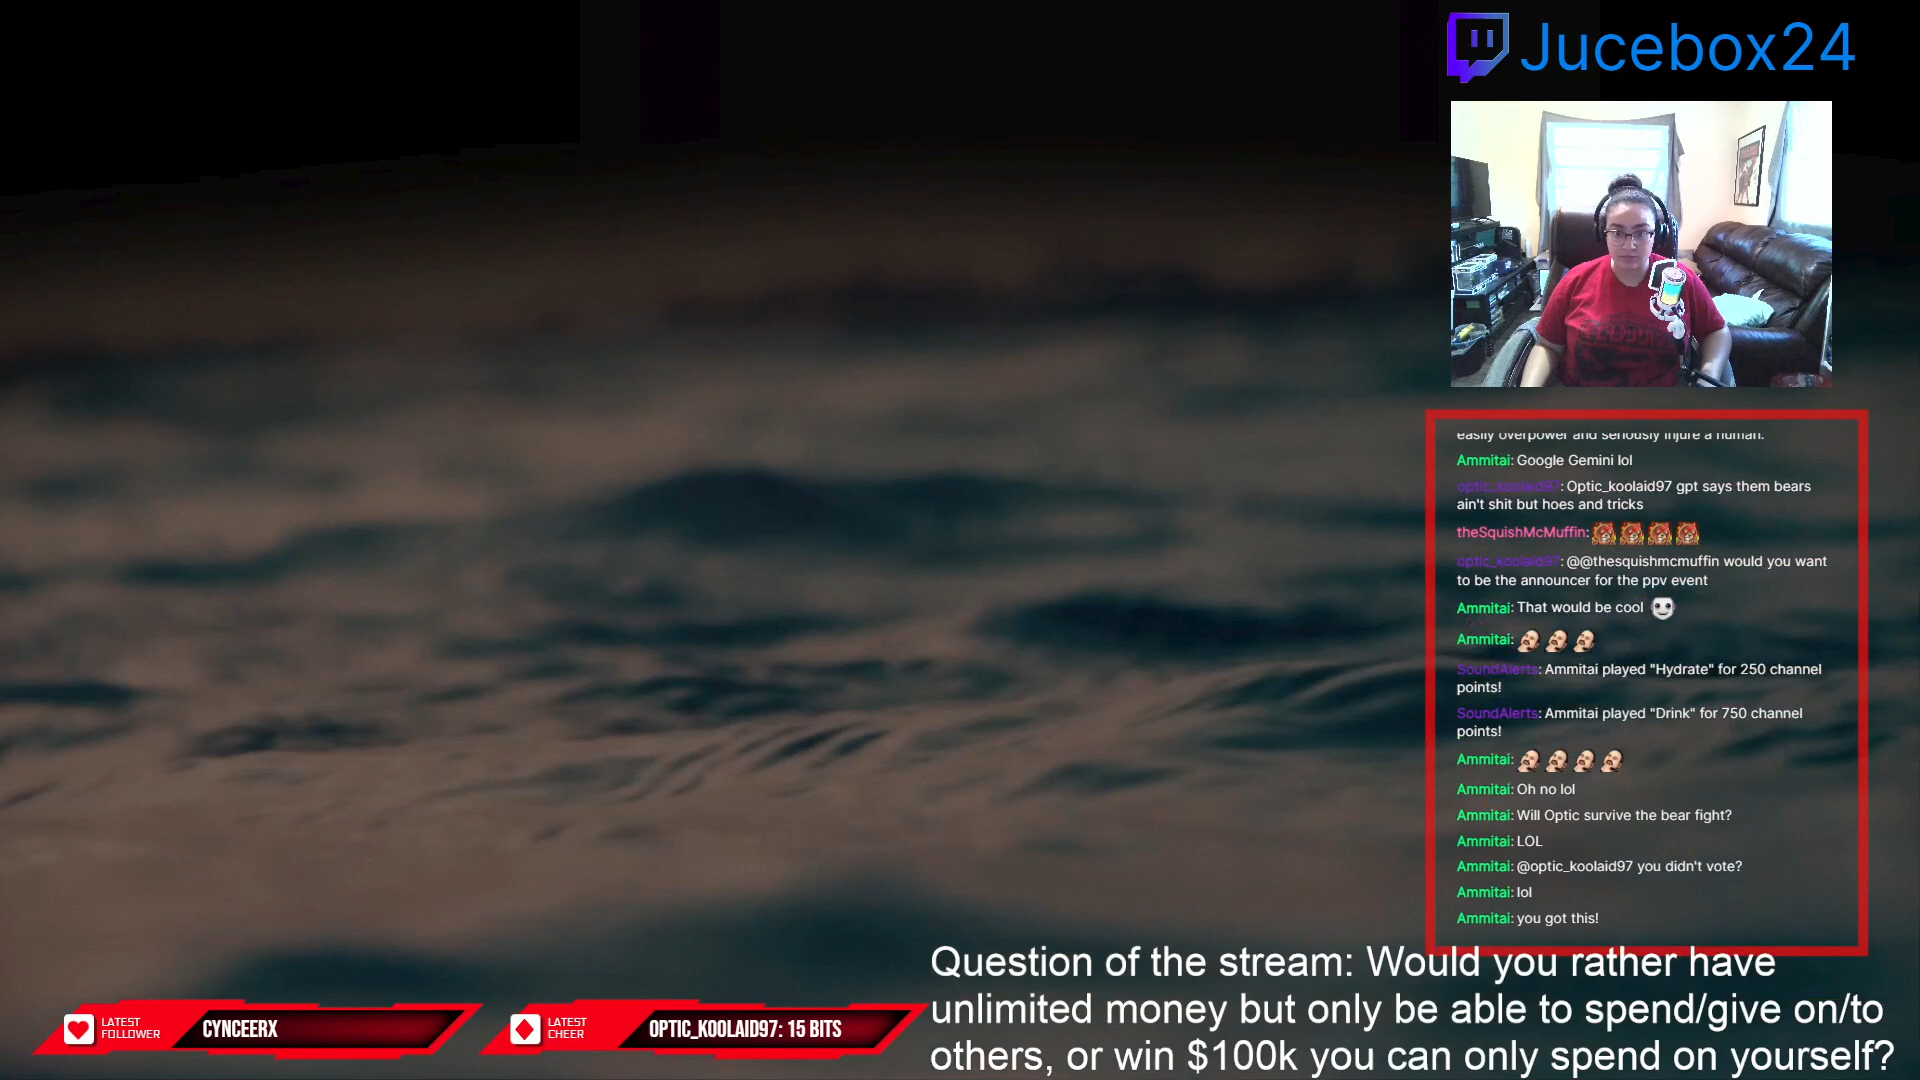 Jucebox24
easily overpower and seriously injure a human.
Ammitai: Google Gemini lol
optic_koolaid97: Optic_koolaid97 gpt says them bears
ain't shit but hoes and tricks
theSquishMcMuffin:
optic_koolaid97: @@thesquishmcmuffin would you want
to be the announcer for the ppv event
Ammitai: That would be cool
Ammitai:
SoundAlerts: Ammitai played "Hydrate" for 250 channel
points!
SoundAlerts: Ammitai played "Drink" for 750 channel
points!
Ammitai:
Ammitai: Oh no lol
Ammitai: Will Optic survive the bear fight?
Ammitai: LOL
Ammitai: @optic_koolaid97 you didn't vote?
Ammitai: lol
Ammitai: you got this!
Question of the stream: Would you rather have
unlimited money but only be able to spend/give on/to
others, or win $100k you can only spend on yourself?
LATEST
FOLLOWER
CYNCEERX
LATEST
CHEER
OPTIC_KOOLAID97: 15 BITS